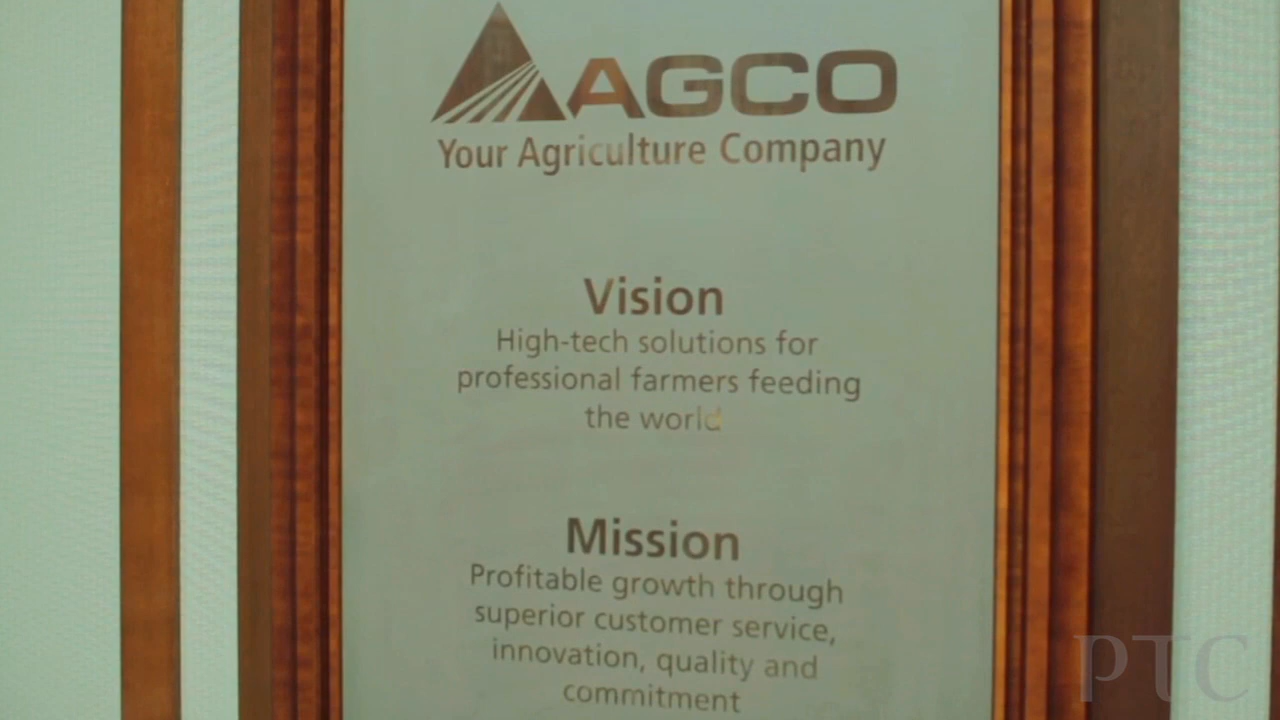 AGCO
Your Agriculture Company
Vision
High-tech solutions for
professional farmers feeding
the world
Mission
Profitable growth through
superior customer service,
innovation, quality and
commitment
PTC